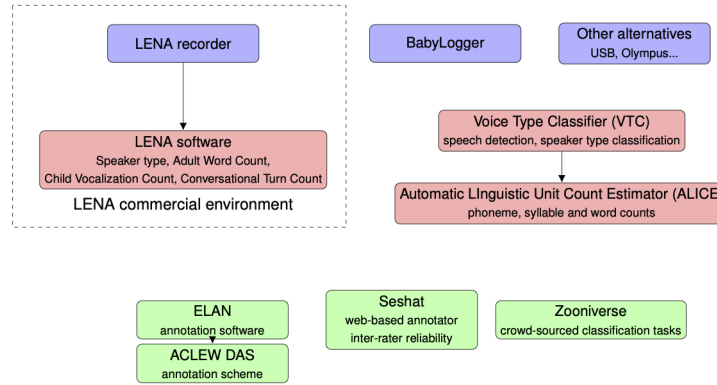 LENA recorder
BabyLogger
Other alternatives
USB, Olympus...
LENA software
Speaker type, Adult Word Count,
Child Vocalization Count, Conversational Turn Count
LENA commercial environment
Voice Type Classifier (VTC)
speech detection, speaker type classification
Automatic LInguistic Unit Count Estimator (ALICE
phoneme, syllable and word counts
ELAN
annotation software
ACLEW DAS
annotation scheme
Seshat
web-based annotator
inter-rater reliability
Zooniverse
crowd-sourced classification tasks